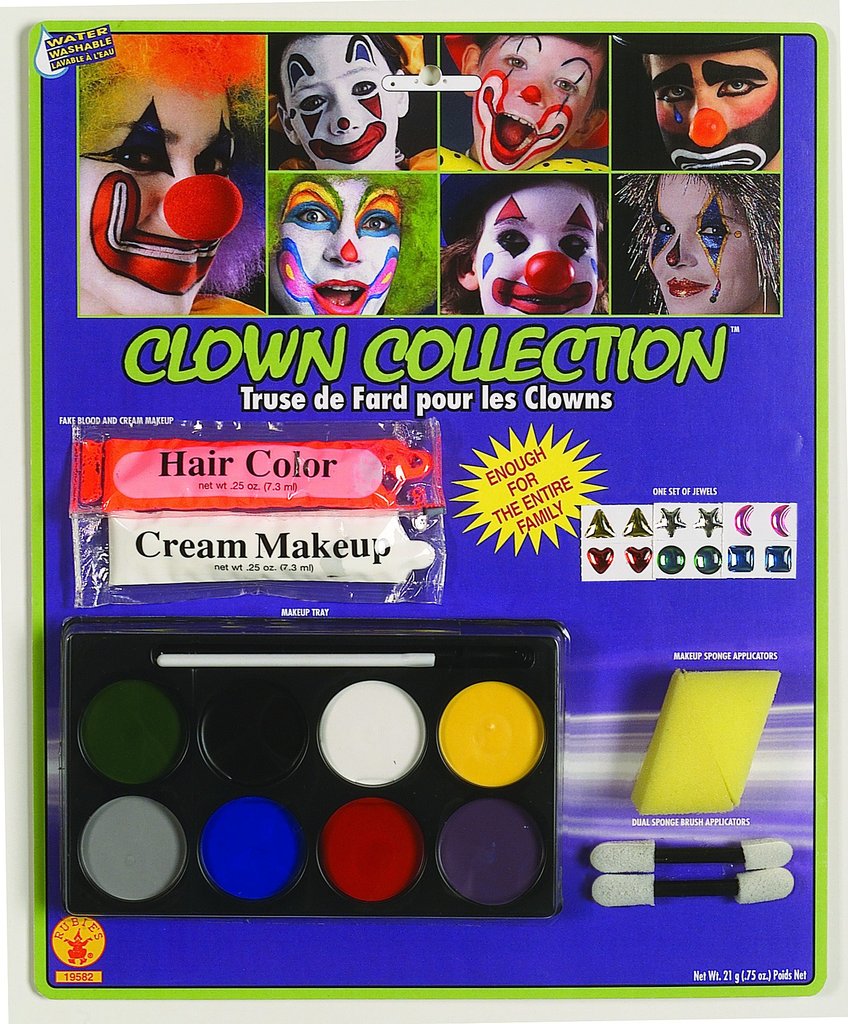 WATER
WASHABLE
LAVABLE À L'EAU
CLOWN COLLECTION™
Truse de Fard pour les Clowns
FAKE BLOOD AND CREAM MAKEUP
Hair Color
net wt .25 oz. (7.3 ml)
Cream Makeup
net wt .25 oz. (7.3 ml)
ENOUGH
FOR
THE ENTIRE
FAMILY
ONE SET OF JEWELS
MAKEUP TRAY
MAKEUP SPONGE APPLICATORS
DUAL SPONGE BRUSH APPLICATORS
RUBIE'S
®
19582
Net Wt. 21 g (.75 oz.) Poids Net